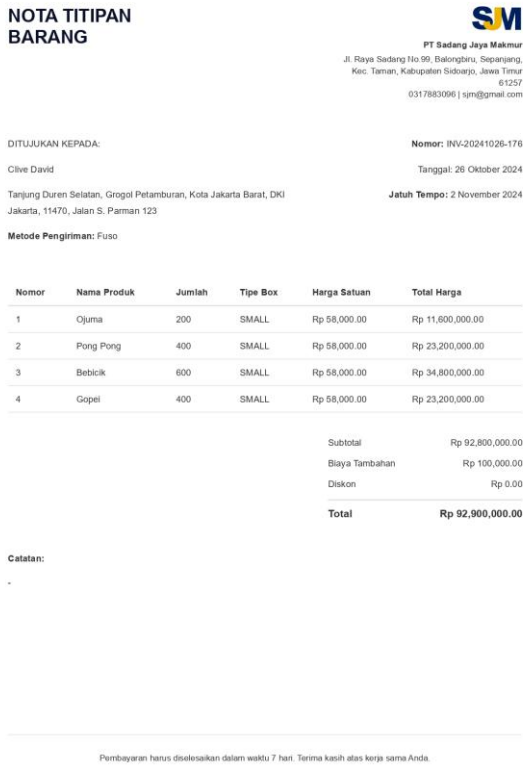 NOTA TITIPAN
BARANG
SJM
PT Sadang Jaya Makmur
Jl. Raya Sadang No.99, Balongbiru, Sepanjang,
Kec. Taman, Kabupaten Sidoarjo, Jawa Timur
61257
0317883096 | sjm@gmail.com
DITUJUKAN KEPADA:
Clive David
Tanjung Duren Selatan, Grogol Petamburan, Kota Jakarta Barat, DKI
Jakarta, 11470, Jalan S. Parman 123
Metode Pengiriman: Fuso
Nomor: INV-20241026-176
Tanggal: 26 Oktober 2024
Jatuh Tempo: 2 November 2024
Nomor Nama Produk Jumlah Tipe Box Harga Satuan Total Harga
1 Ojuma 200 SMALL Rp 58,000.00 Rp 11,600,000.00
2 Pong Pong 400 SMALL Rp 58,000.00 Rp 23,200,000.00
3 Bebicik 600 SMALL Rp 58,000.00 Rp 34,800,000.00
4 Gopei 400 SMALL Rp 58,000.00 Rp 23,200,000.00
Subtotal Rp 92,800,000.00
Biaya Tambahan Rp 100,000.00
Diskon Rp 0.00
Total Rp 92,900,000.00
Catatan:
-
Pembayaran harus diselesaikan dalam waktu 7 hari. Terima kasih atas kerja sama Anda.